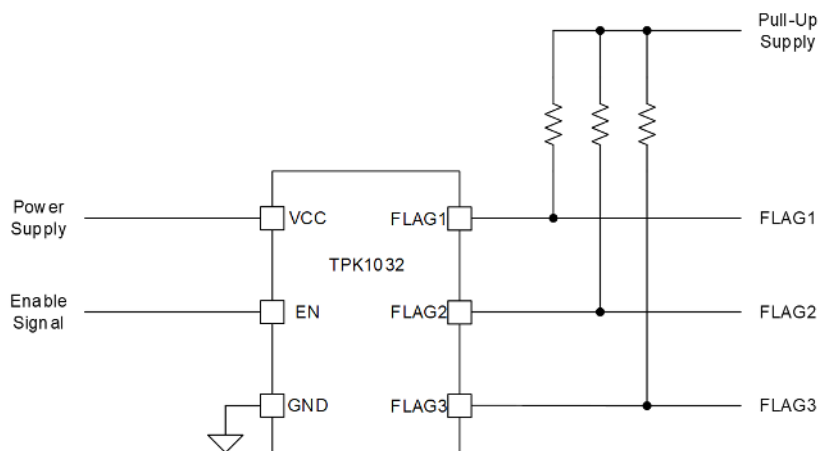 Pull-Up
Supply
Power
Supply
VCC
FLAG1
FLAG1
TPK1032
Enable
Signal
EN
FLAG2
FLAG2
GND
FLAG3
FLAG3